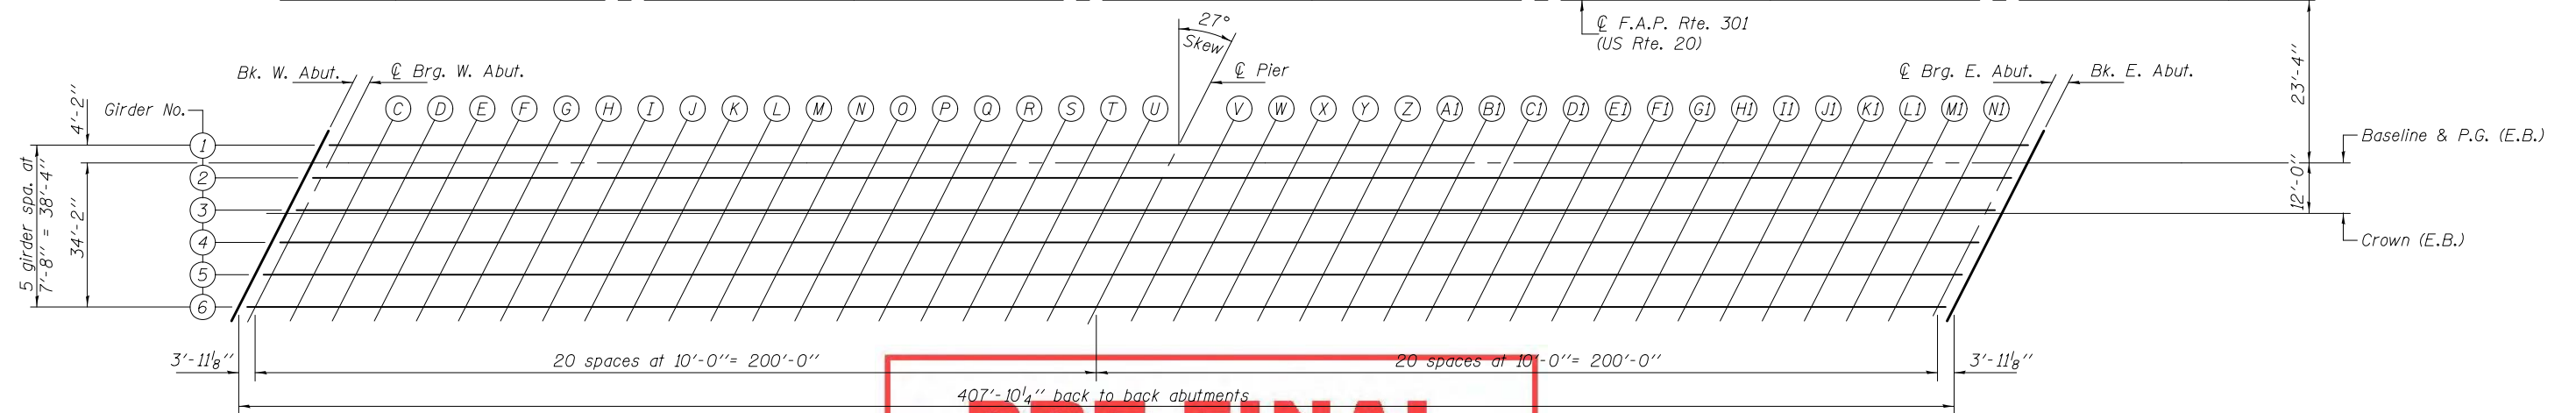 27°
Skew
℄ F.A.P. Rte. 301
(US Rte. 20)
Bk. W. Abut.
℄ Brg. W. Abut.
℄ Pier
℄ Brg. E. Abut.
Bk. E. Abut.
23'-4"
4'-2"
Girder No.
C D E F G H I J K L M N O P Q R S T U V W X Y Z A1 B1 C1 D1 E1 F1 G1 H1 I1 J1 K1 L1 M1 N1
Baseline & P.G. (E.B.)
1
2
3
4
5
6
5 girder spa. at
7'-8" = 38'-4"
34'-2"
12'-0"
Crown (E.B.)
3'-11⅛"
20 spaces at 10'-0"= 200'-0"
20 spaces at 10'-0"= 200'-0"
3'-11⅛"
407'-10¼" back to back abutments